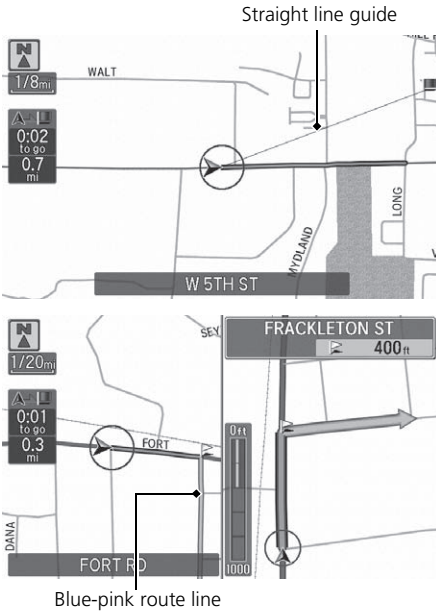 Straight line guide
N
1/8mi
WALT
0:02
to go
0.7
mi
LONG
MYDLAND
W 5TH ST
N
1/20mi
SEY
FRACKLETON ST
400ft
0:01
to go
0.3
mi
FORT
0ft
DANA
FORT RD
1000
Blue-pink route line